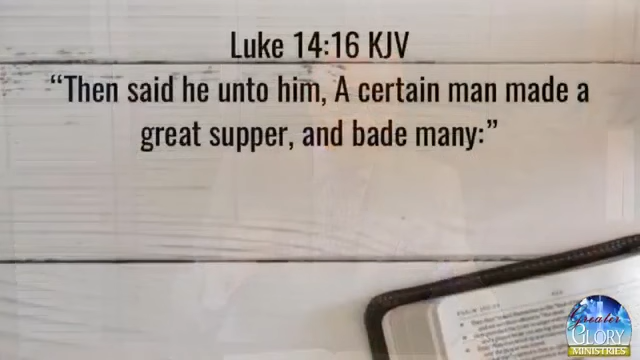 Luke 14:16 KJV
“Then said he unto him, A certain man made a
great supper, and bade many:”
Greater
GLORY
MINISTRIES